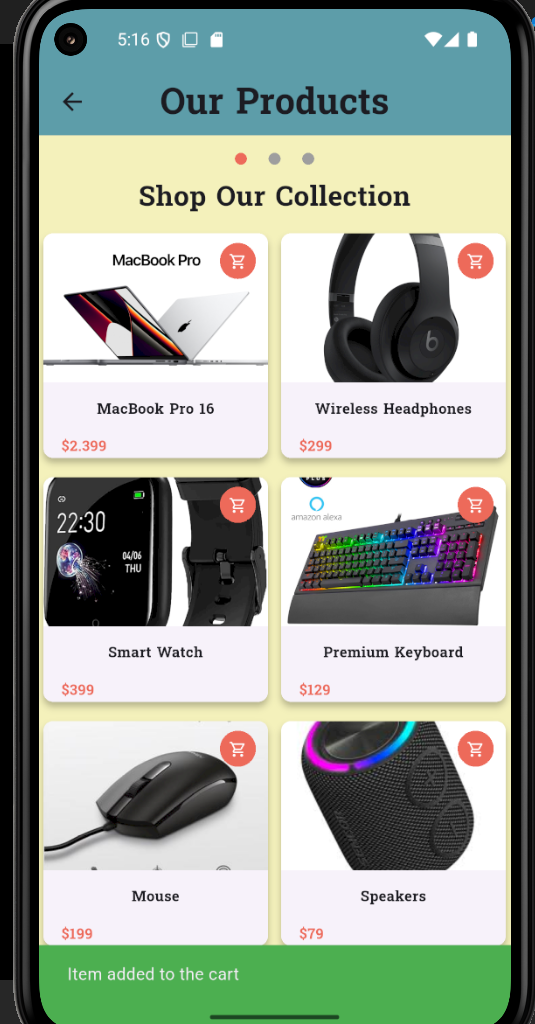 5:16
Our Products
Shop Our Collection
MacBook Pro
MacBook Pro 16
$2.399
b
Wireless Headphones
$299
22:30
04/06
THU
Smart Watch
$399
amazon alexa
Premium Keyboard
$129
Mouse
$199
Speakers
$79
Item added to the cart